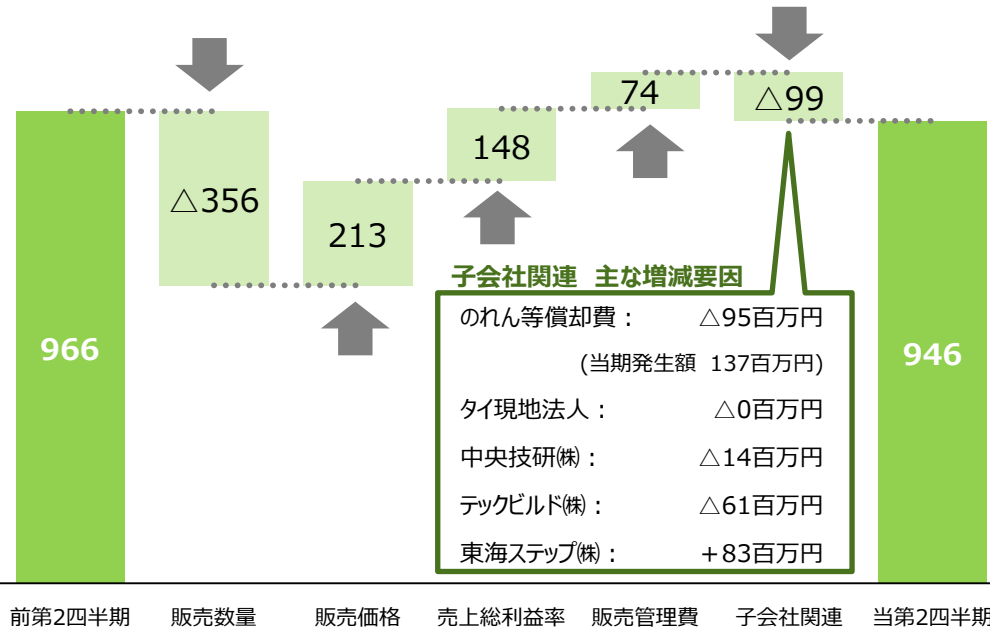 74
△99
148
△356
213
子会社関連 主な増減要因
のれん等償却費： △95百万円
(当期発生額 137百万円)
タイ現地法人： △0百万円
中央技研㈱： △14百万円
テックビルド㈱： △61百万円
東海ステップ㈱： +83百万円
966
946
前第2四半期 販売数量 販売価格 売上総利益率 販売管理費 子会社関連 当第2四半期